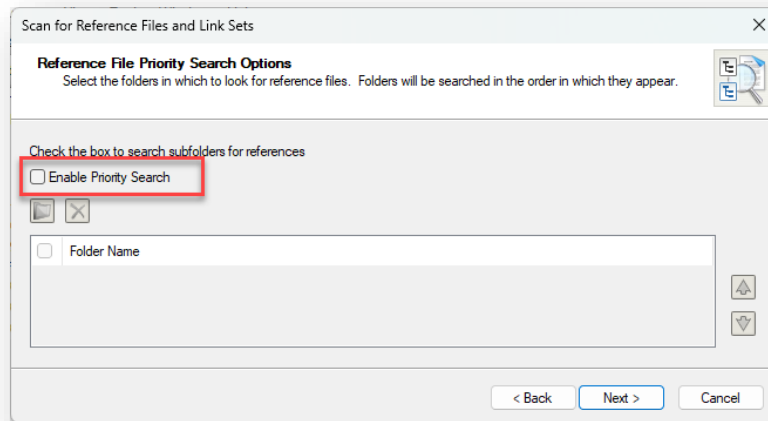 Scan for Reference Files and Link Sets
Reference File Priority Search Options
Select the folders in which to look for reference files. Folders will be searched in the order in which they appear.
Check the box to search subfolders for references
Enable Priority Search
Folder Name
< Back
Next >
Cancel